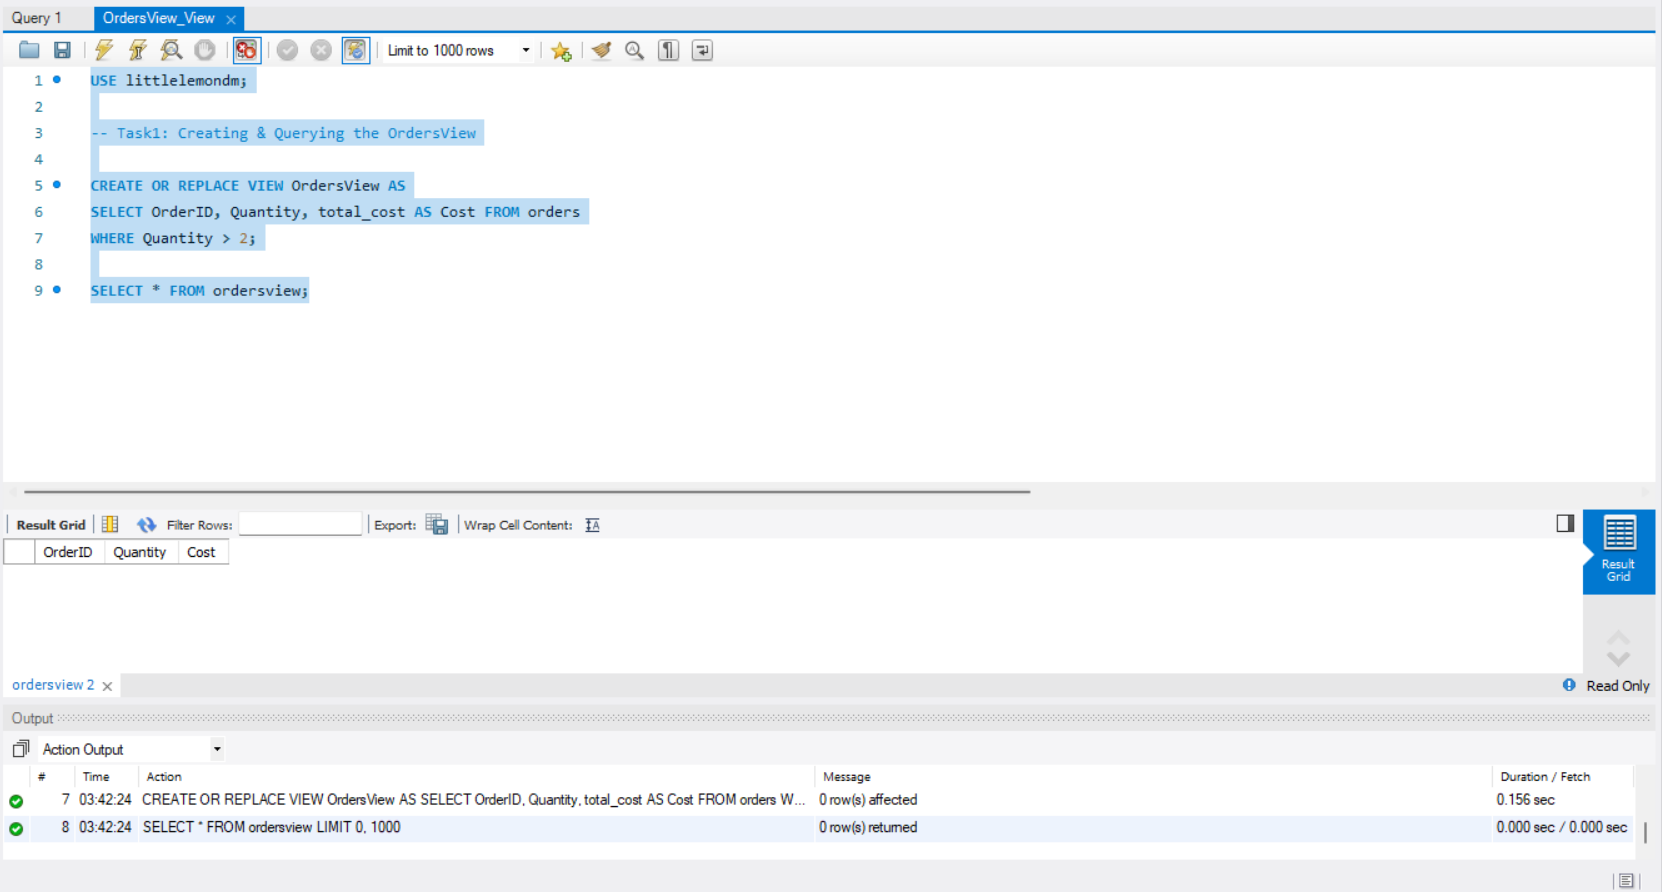 Query 1
OrdersView_View
Limit to 1000 rows
1 USE littlelemondm;
2
3 -- Task1: Creating & Querying the OrdersView
4
5 CREATE OR REPLACE VIEW OrdersView AS
6 SELECT OrderID, Quantity, total_cost AS Cost FROM orders
7 WHERE Quantity > 2;
8
9 SELECT * FROM ordersview;
Result Grid Filter Rows: Export: Wrap Cell Content:
OrderID Quantity Cost
Result
Grid
ordersview 2
Read Only
Output
Action Output
# Time Action Message Duration / Fetch
7 03:42:24 CREATE OR REPLACE VIEW OrdersView AS SELECT OrderID, Quantity, total_cost AS Cost FROM orders W... 0 row(s) affected 0.156 sec
8 03:42:24 SELECT * FROM ordersview LIMIT 0, 1000 0 row(s) returned 0.000 sec / 0.000 sec